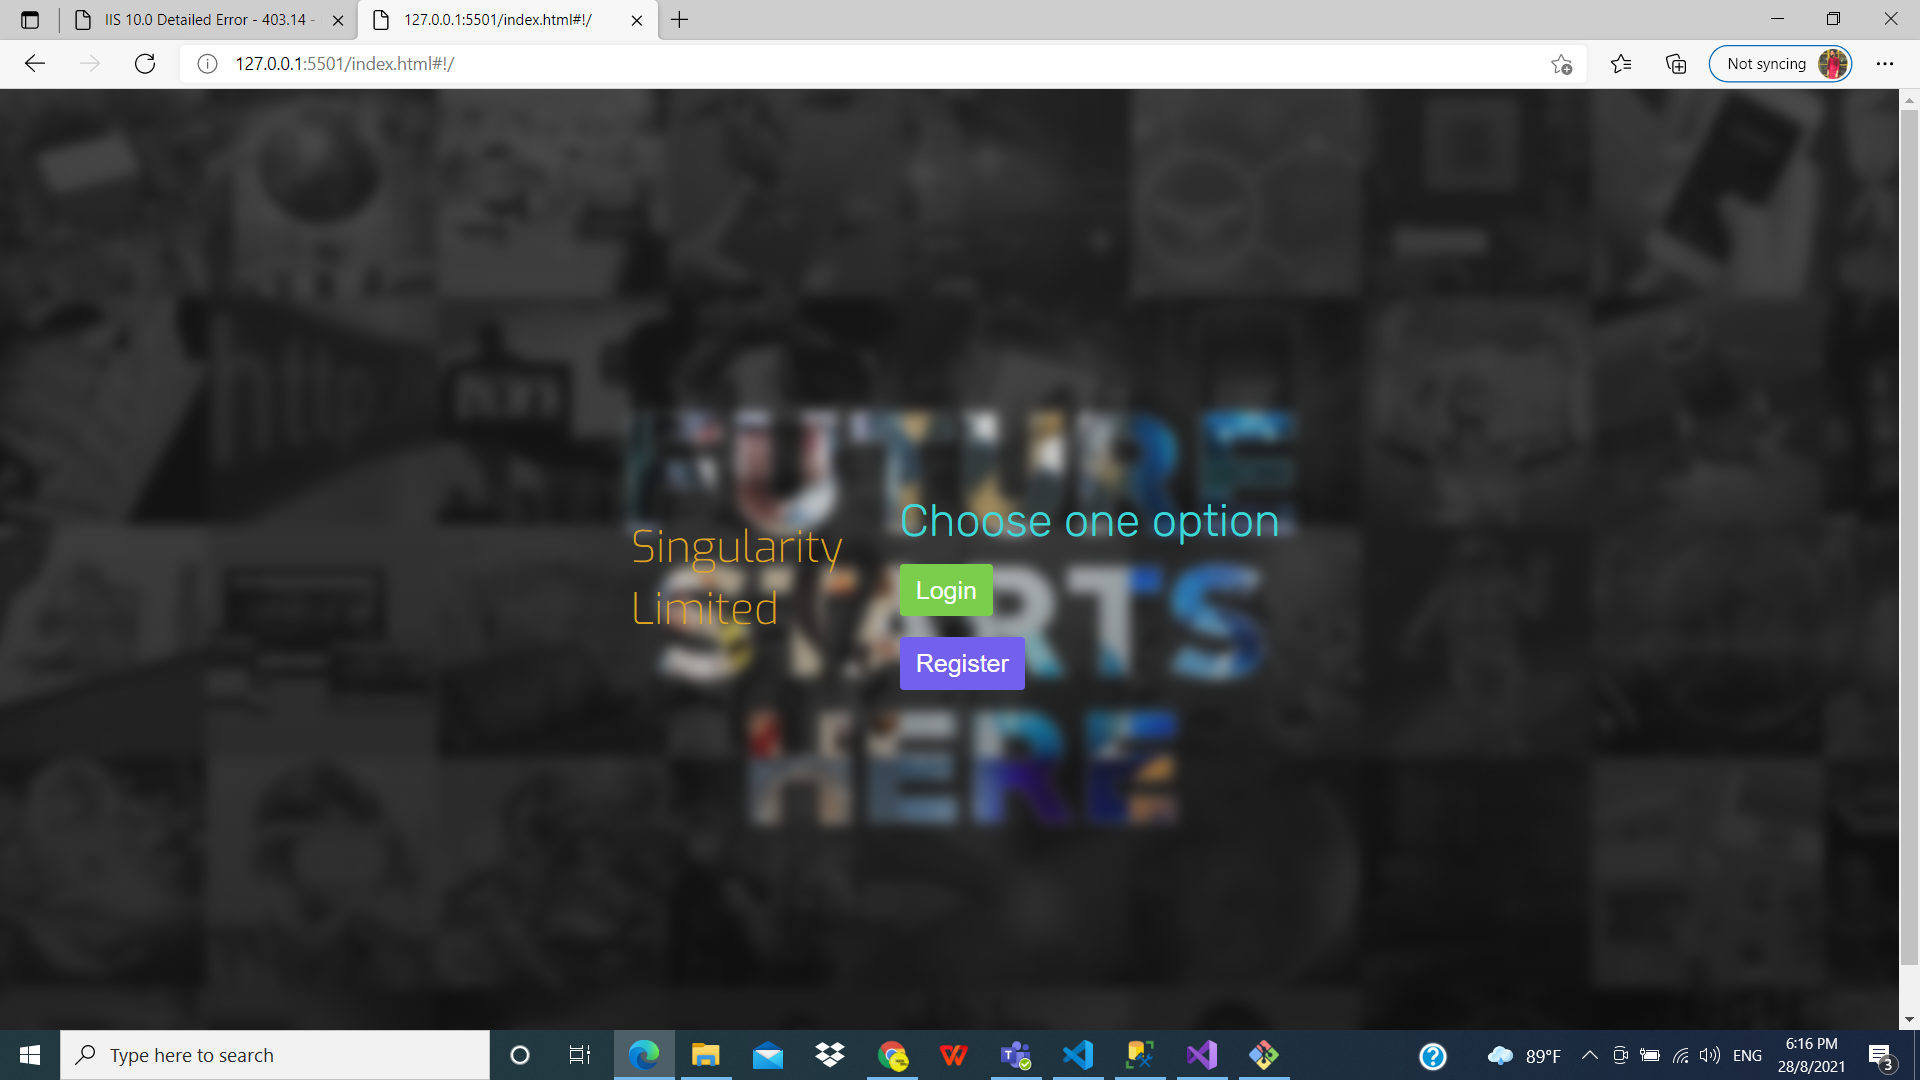 IIS 10.0 Detailed Error - 403.14 -
127.0.0.1:5501/index.html#!/
127.0.0.1:5501/index.html#!/
Not syncing
FUTURE
STARTS
HERE
Singularity
Limited
Choose one option
Login
Register
Type here to search
89°F
ENG
6:16 PM
28/8/2021
3